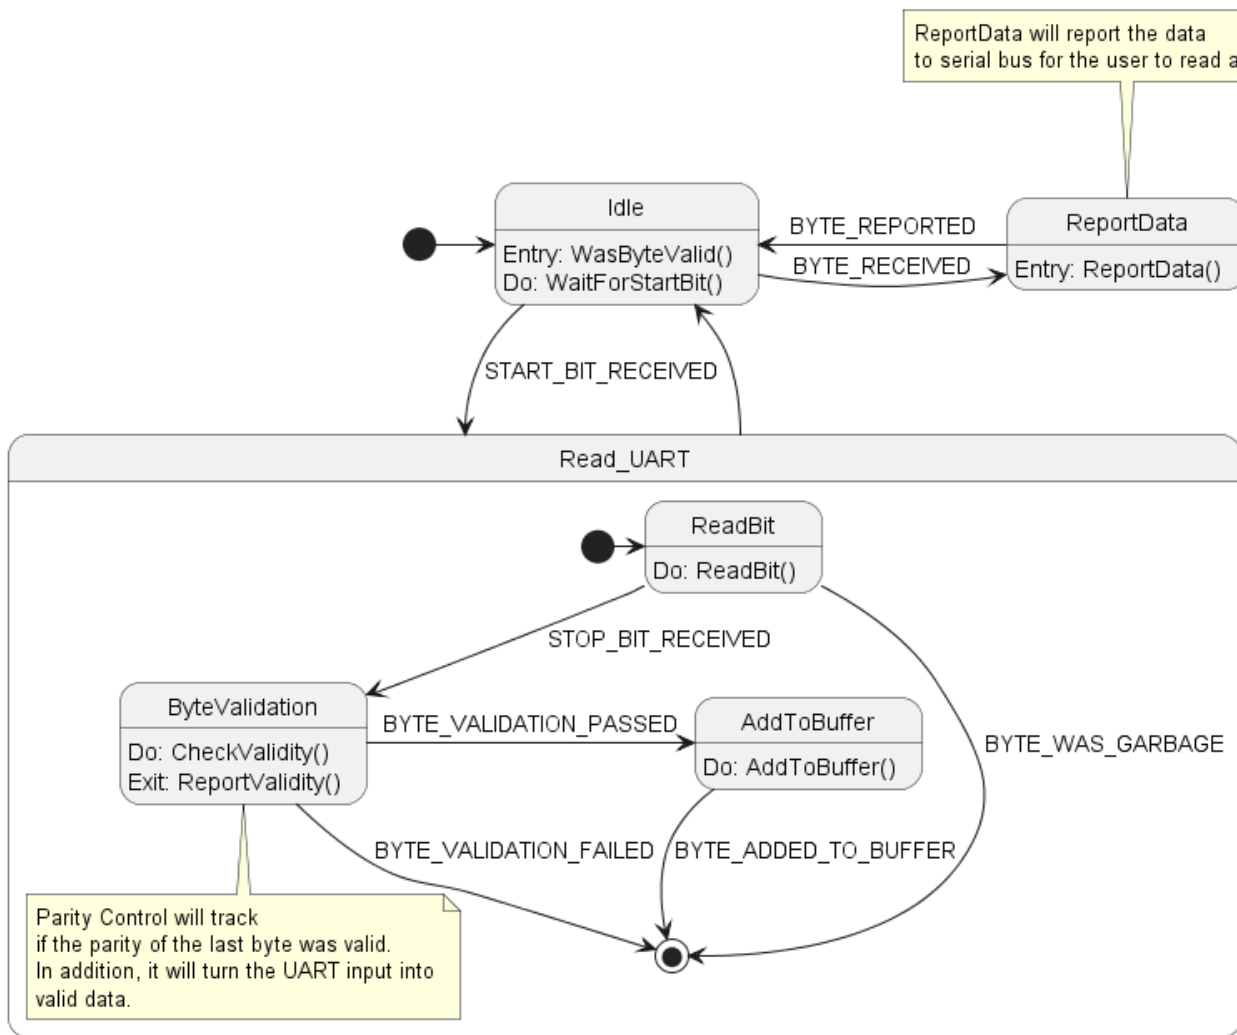 ReportData will report the data
to serial bus for the user to read a
Idle
Entry: WasByteValid()
Do: WaitForStartBit()
BYTE_REPORTED
BYTE_RECEIVED
ReportData
Entry: ReportData()
START_BIT_RECEIVED
Read_UART
ReadBit
Do: ReadBit()
STOP_BIT_RECEIVED
ByteValidation
Do: CheckValidity()
Exit: ReportValidity()
BYTE_VALIDATION_PASSED
AddToBuffer
Do: AddToBuffer()
BYTE_WAS_GARBAGE
BYTE_VALIDATION_FAILED
BYTE_ADDED_TO_BUFFER
Parity Control will track
if the parity of the last byte was valid.
In addition, it will turn the UART input into
valid data.